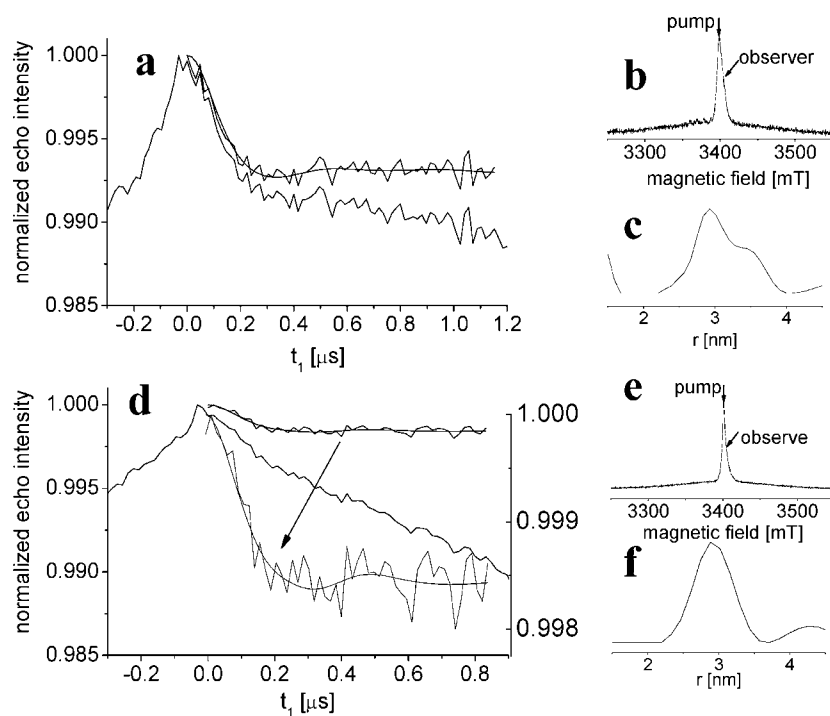 a
normalized echo intensity
1.000
0.995
0.990
0.985
-0.2 0.0 0.2 0.4 0.6 0.8 1.0 1.2
t1 [µs]
b
pump
observer
3300 3400 3500
magnetic field [mT]
c
2 3 4
r [nm]
d
normalized echo intensity
1.000
0.995
0.990
0.985
1.000
0.999
0.998
-0.2 0.0 0.2 0.4 0.6 0.8
t1 [µs]
e
pump
observe
3300 3400 3500
magnetic field [mT]
f
2 3 4
r [nm]